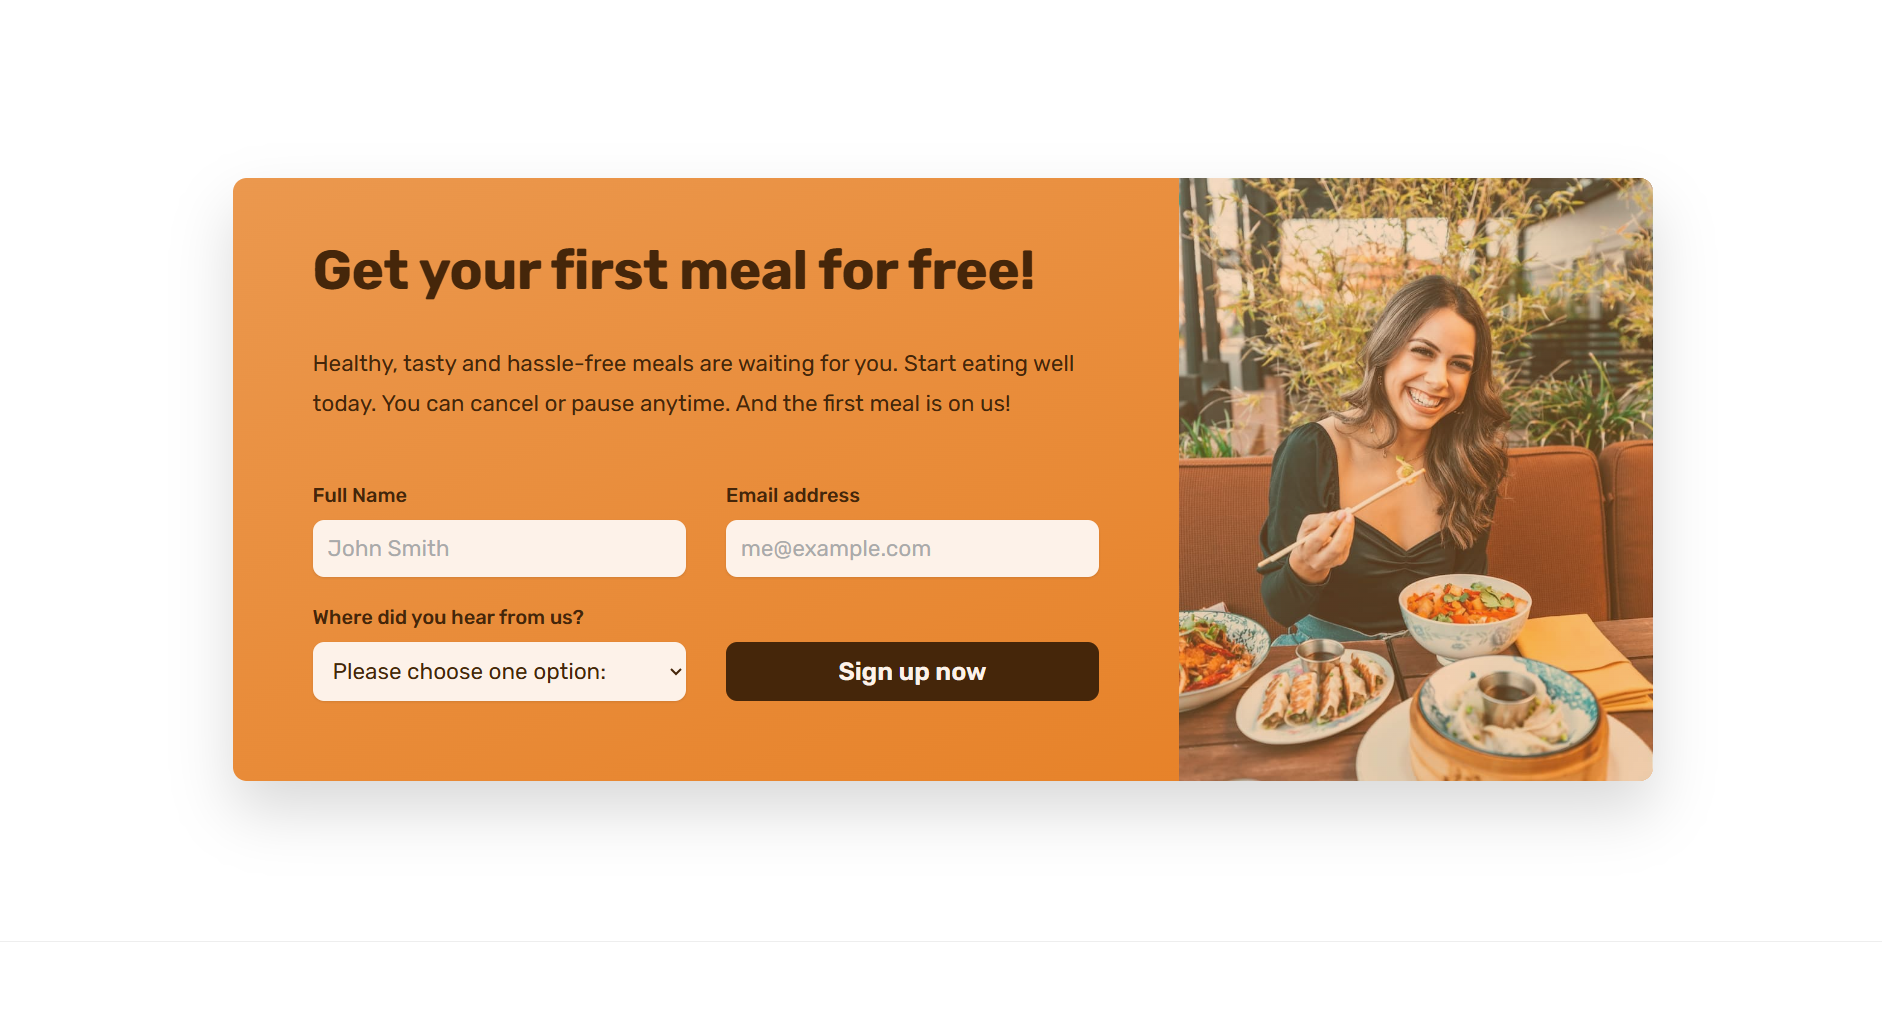 Get your first meal for free!
Healthy, tasty and hassle-free meals are waiting for you. Start eating well
today. You can cancel or pause anytime. And the first meal is on us!
Full Name
Email address
John Smith
me@example.com
Where did you hear from us?
Please choose one option:
Sign up now